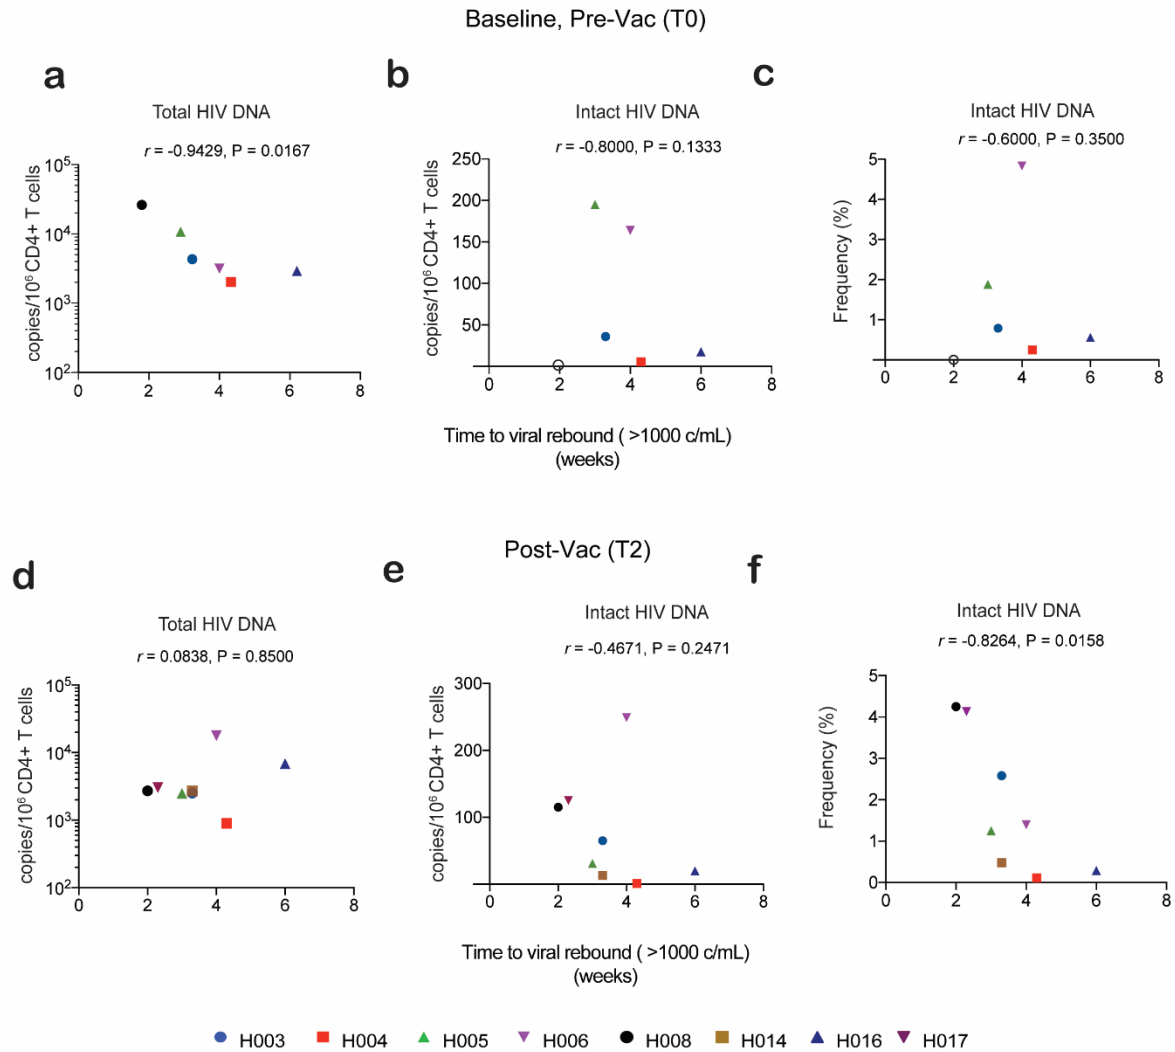 Baseline, Pre-Vac (T0)
a
Total HIV DNA
r = -0.9429, P = 0.0167
copies/10⁶ CD4+ T cells
10⁵
10⁴
10³
10²
0 2 4 6 8
b
Intact HIV DNA
r = -0.8000, P = 0.1333
copies/10⁶ CD4+ T cells
250
200
150
100
50
0 2 4 6 8
c
Intact HIV DNA
r = -0.6000, P = 0.3500
Frequency (%)
5
4
3
2
1
0 2 4 6 8
Time to viral rebound ( >1000 c/mL)
(weeks)
Post-Vac (T2)
d
Total HIV DNA
r = 0.0838, P = 0.8500
copies/10⁶ CD4+ T cells
10⁵
10⁴
10³
10²
0 2 4 6 8
e
Intact HIV DNA
r = -0.4671, P = 0.2471
copies/10⁶ CD4+ T cells
300
200
100
0 2 4 6 8
f
Intact HIV DNA
r = -0.8264, P = 0.0158
Frequency (%)
5
4
3
2
1
0
0 2 4 6 8
Time to viral rebound ( >1000 c/mL)
(weeks)
H003 H004 H005 H006 H008 H014 H016 H017